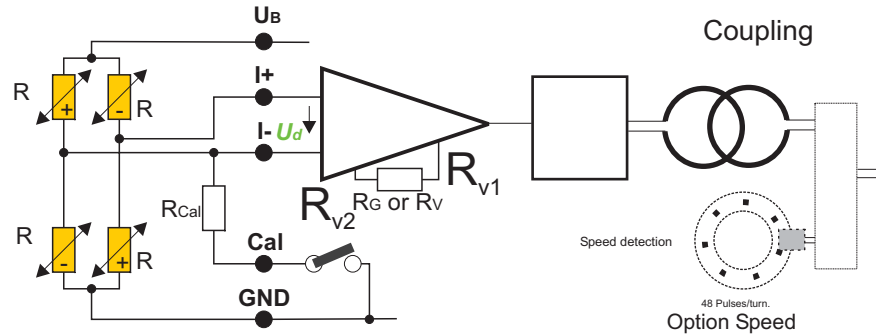 UB
Coupling
I+
R
+
-
R
I-
Ud
RCal
Rv2
RG or RV
Rv1
R
-
+
R
Cal
Speed detection
GND
48 Pulses/turn.
Option Speed